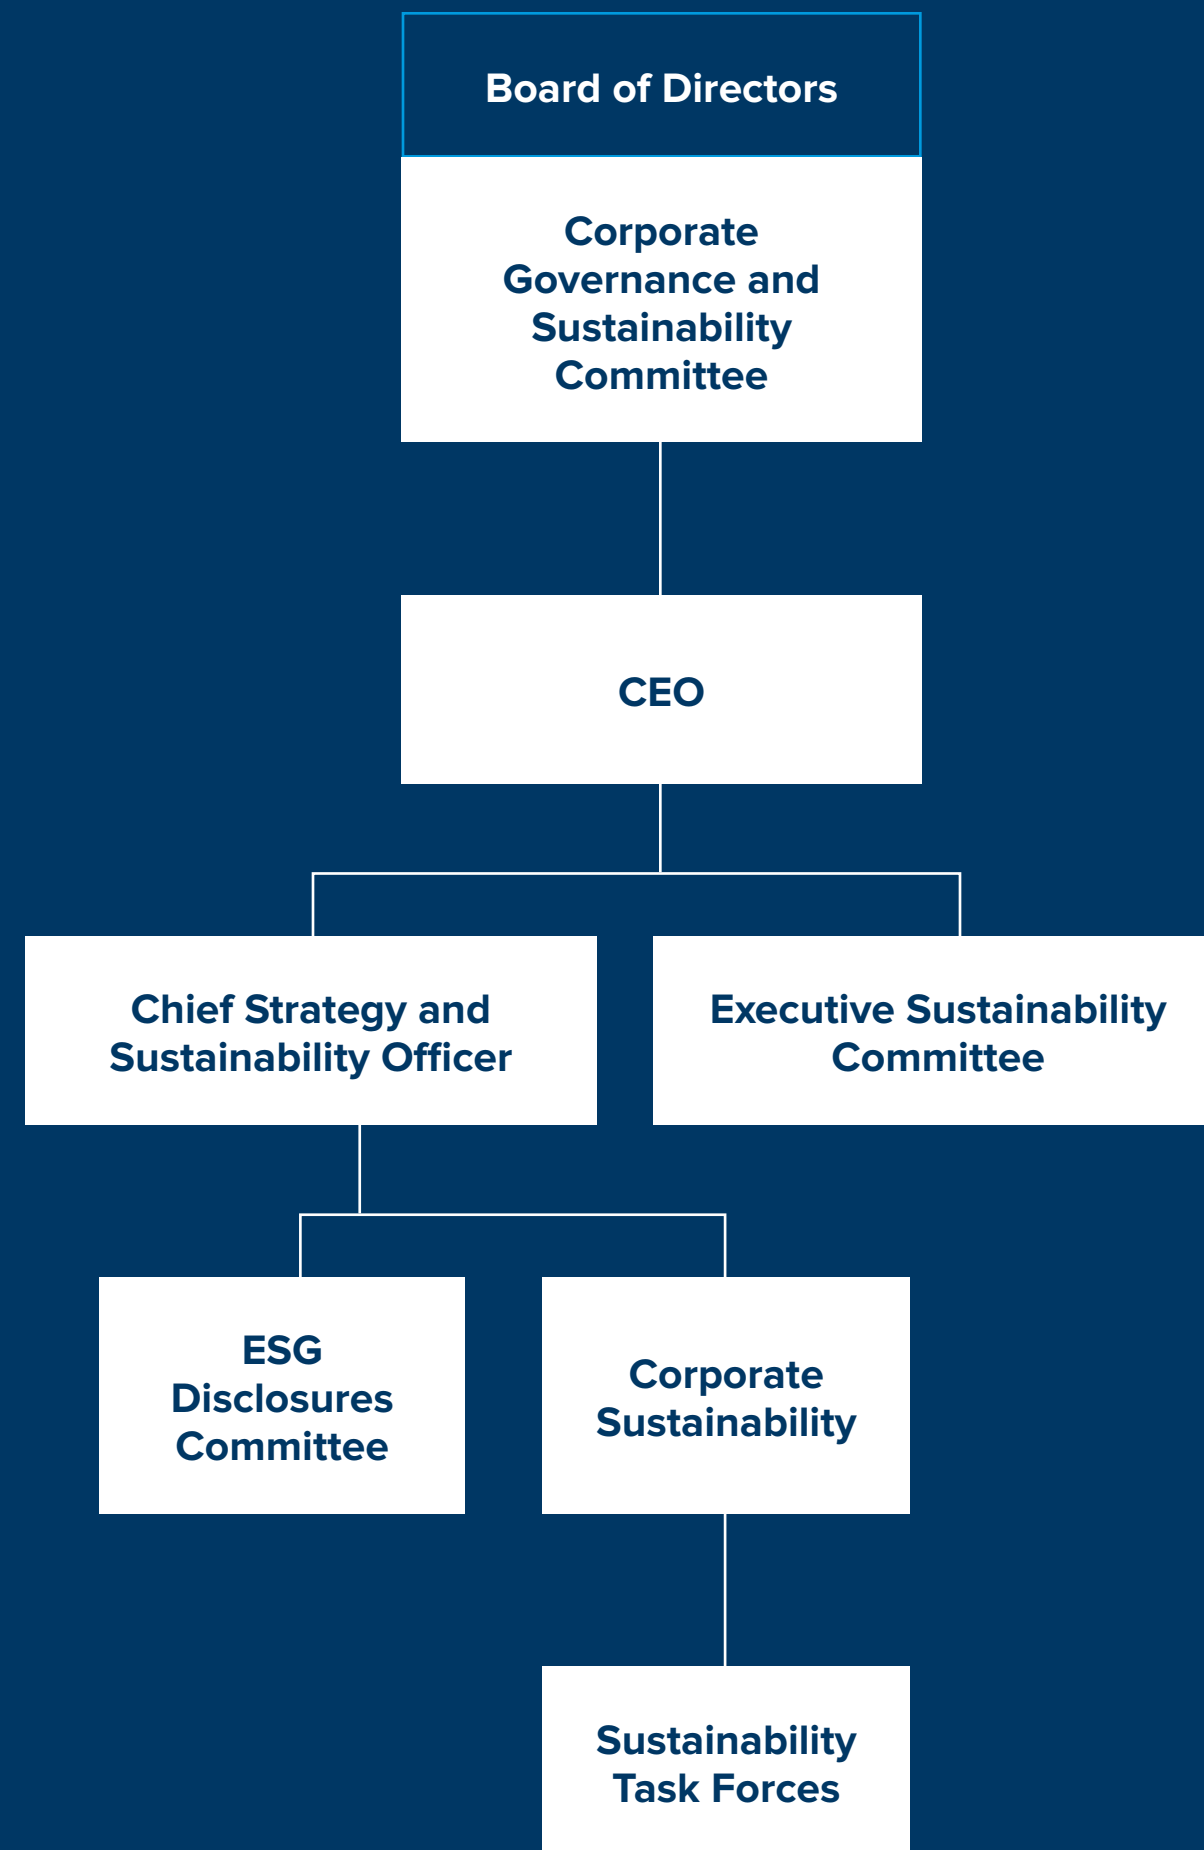 Board of Directors
Corporate
Governance and
Sustainability
Committee
CEO
Chief Strategy and
Sustainability Officer
Executive Sustainability
Committee
ESG
Disclosures
Committee
Corporate
Sustainability
Sustainability
Task Forces